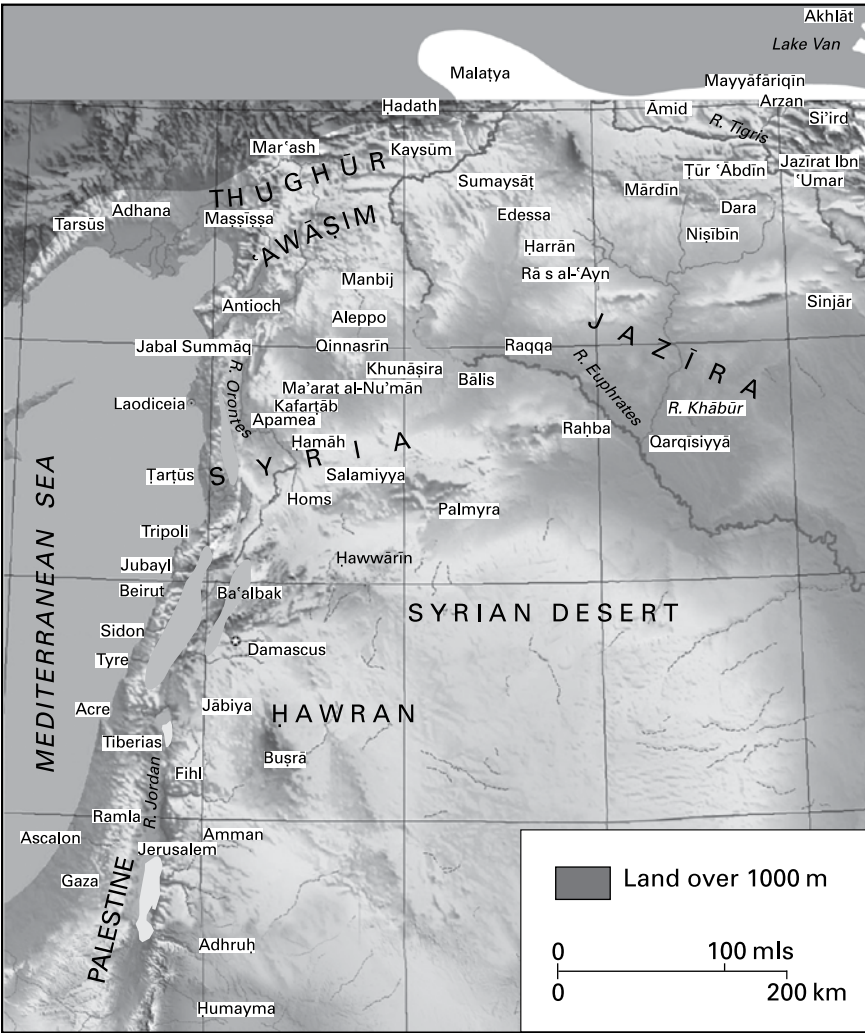 Akhlāṭ
Lake Van
Malaṭya
Mayyāfāriqīn
Ḥadath
Āmid
Arzan
R. Tigris
Si'ird
Mar‘ash
Kaysūm
THUGHŪR
Sumaysāṭ
Ṭūr ‘Ābdīn
Jazīrat Ibn
‘Umar
Mārdīn
Adhana
Tarsūs
Maṣṣīṣṣa
‘AWĀṢIM
Edessa
Dara
Niṣībīn
Ḥarrān
Rā s al-‘Ayn
Manbij
Sinjār
Antioch
Aleppo
JAZĪRA
Jabal Summāq
Qinnasrīn
Raqqa
R. Orontes
Khunāṣira
R. Euphrates
Bālis
Ma'arat al-Nu'mān
Laodiceia
Kafarṭāb
R. Khābūr
Apamea
Raḥba
Ḥamāh
Qarqīsiyyā
SYRIA
Ṭarṭūs
Salamiyya
Homs
Palmyra
MEDITERRANEAN SEA
Tripoli
Ḥawwārīn
Jubayl
Beirut
Ba‘albak
SYRIAN DESERT
Sidon
Damascus
Tyre
Acre
Jābiya
ḤAWRAN
Tiberias
Buṣrā
Fihl
R. Jordan
Ramla
Ascalon
Amman
Jerusalem
Gaza
PALESTINE
Adhruḥ
Ḥumayma
Land over 1000 m
0 100 mls
0 200 km